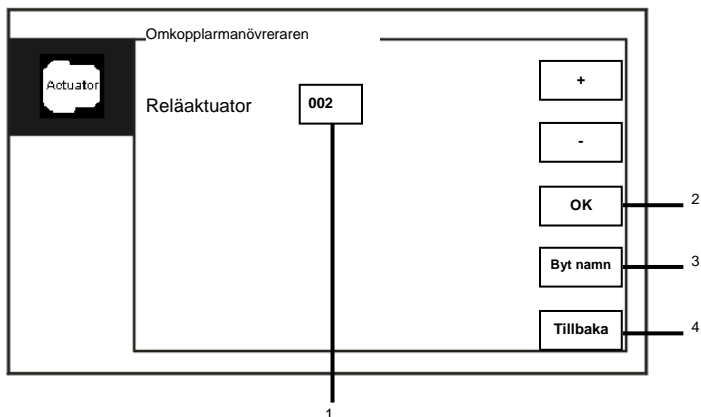 Omkopplarmanövreraren
Actuator
Reläaktuator
002
+
-
OK
2
Byt namn
3
Tillbaka
4
1